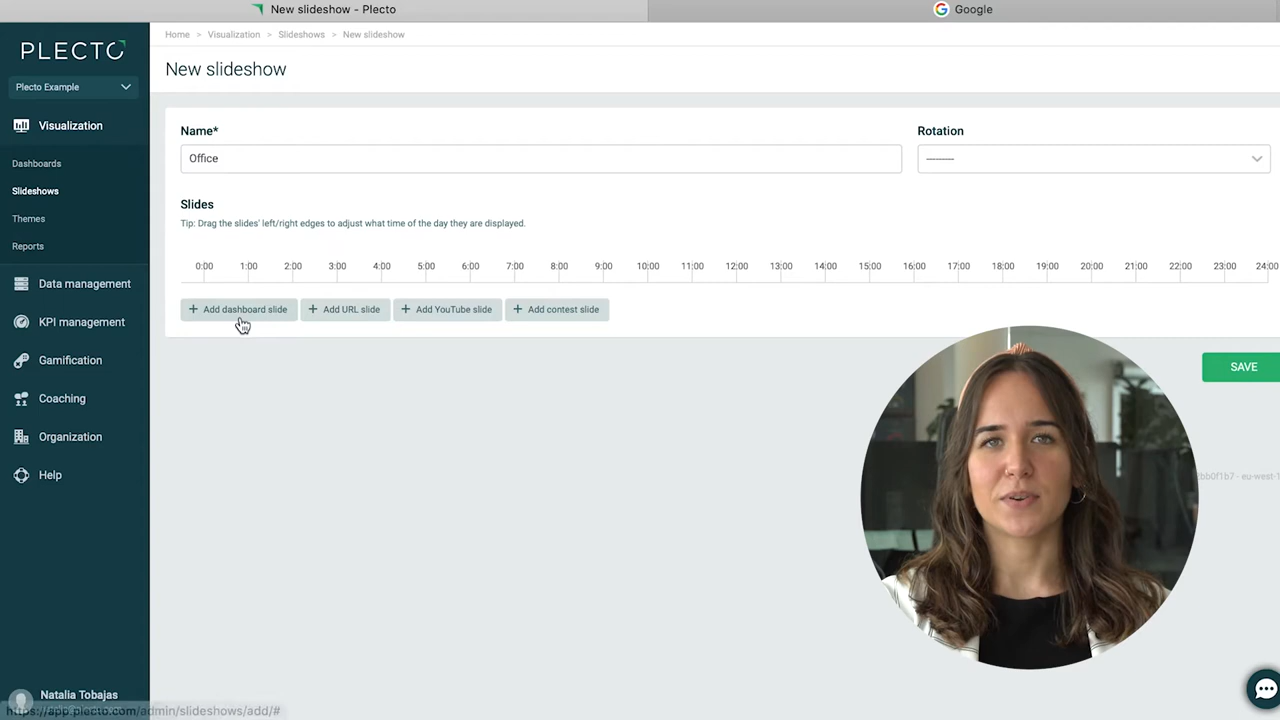 New slideshow - Plecto
Google
PLECTO
Home > Visualization > Slideshows > New slideshow
Plecto Example
New slideshow
Visualization
Name*
Rotation
Office
---------
Dashboards
Slideshows
Slides
Themes
Tip: Drag the slides' left/right edges to adjust what time of the day they are displayed.
Reports
0:00 1:00 2:00 3:00 4:00 5:00 6:00 7:00 8:00 9:00 10:00 11:00 12:00 13:00 14:00 15:00 16:00 17:00 18:00 19:00 20:00 21:00 22:00 23:00 24:00
Data management
+ Add dashboard slide + Add URL slide + Add YouTube slide + Add contest slide
KPI management
Gamification
SAVE
Coaching
Organization
Help
bb0f1b7 - eu-west-1
Natalia Tobajas
https://app.plecto.com/admin/slideshows/add/#